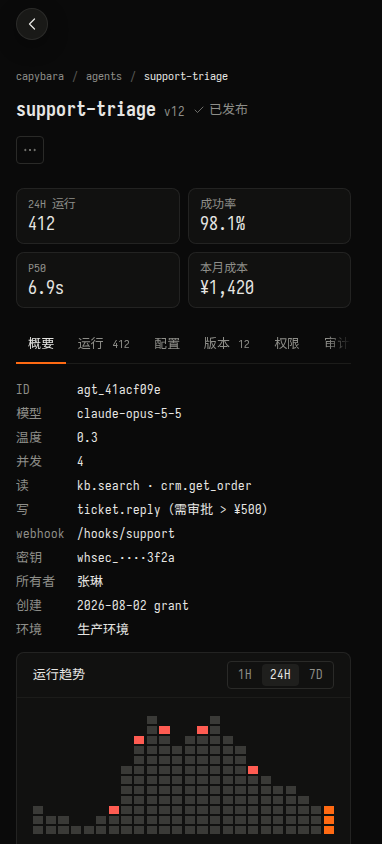 capybara / agents / support-triage
support-triage v12 ✓ 已发布
···
24H 运行
412
成功率
98.1%
P50
6.9s
本月成本
¥1,420
概要 运行 412 配置 版本 12 权限 审计
ID agt_41acf09e
模型 claude-opus-5-5
温度 0.3
并发 4
读 kb.search · crm.get_order
写 ticket.reply (需审批 > ¥500)
webhook /hooks/support
密钥 whsec_····3f2a
所有者 张琳
创建 2026-08-02 grant
环境 生产环境
运行趋势 1H 24H 7D